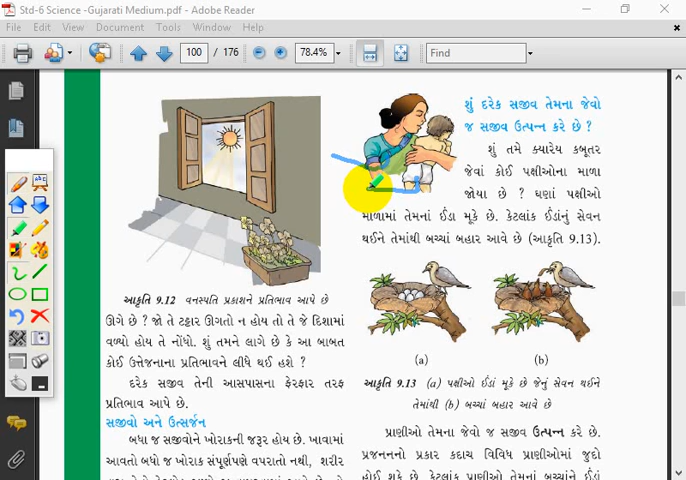 Std-6 Science -Gujarati Medium.pdf - Adobe Reader
File Edit View Document Tools Window Help
100 / 176 78.4% Find
શું દરેક સજીવ તેમના જેવો
જ સજીવ ઉત્પન્ન કરે છે ?
શું તમે ક્યારેય કબૂતર
જેવાં કોઈ પક્ષીઓના માળા
જોયા છે ? ઘણાં પક્ષીઓ
માળામાં તેમનાં ઈંડા મૂકે છે. કેટલાંક ઈંડાંનું સેવન
થઈને તેમાંથી બચ્ચાં બહાર આવે છે (આકૃતિ 9.13).
(a) (b)
આકૃતિ 9.13 (a) પક્ષીઓ ઈંડાં મૂકે છે જેનું સેવન થઈને
તેમાંથી (b) બચ્ચાં બહાર આવે છે
પ્રાણીઓ તેમના જેવો જ સજીવ ઉત્પન્ન કરે છે.
પ્રજનનનો પ્રકાર કદાચ વિવિધ પ્રાણીઓમાં જુદો
હોઈ શકે છે. કેટલાંક પ્રાણીઓ તેમનાં બચ્ચાંને ઈંડાં
આકૃતિ 9.12 વનસ્પતિ પ્રકાશને પ્રતિભાવ આપે છે
ઊગે છે ? જો તે ટટ્ટાર ઊગતો ન હોય તો તે જે દિશામાં
વળ્યો હોય તે નોંધો. શું તમને લાગે છે કે આ બાબત
કોઈ ઉત્તેજનાના પ્રતિભાવને લીધે થઈ હશે ?
દરેક સજીવ તેની આસપાસના ફેરફાર તરફ
પ્રતિભાવ આપે છે.
સજીવો અને ઉત્સર્જન
બધા જ સજીવોને ખોરાકની જરૂર હોય છે. ખાવામાં
આવતો બધો જ ખોરાક સંપૂર્ણપણે વપરાતો નથી, શરીર